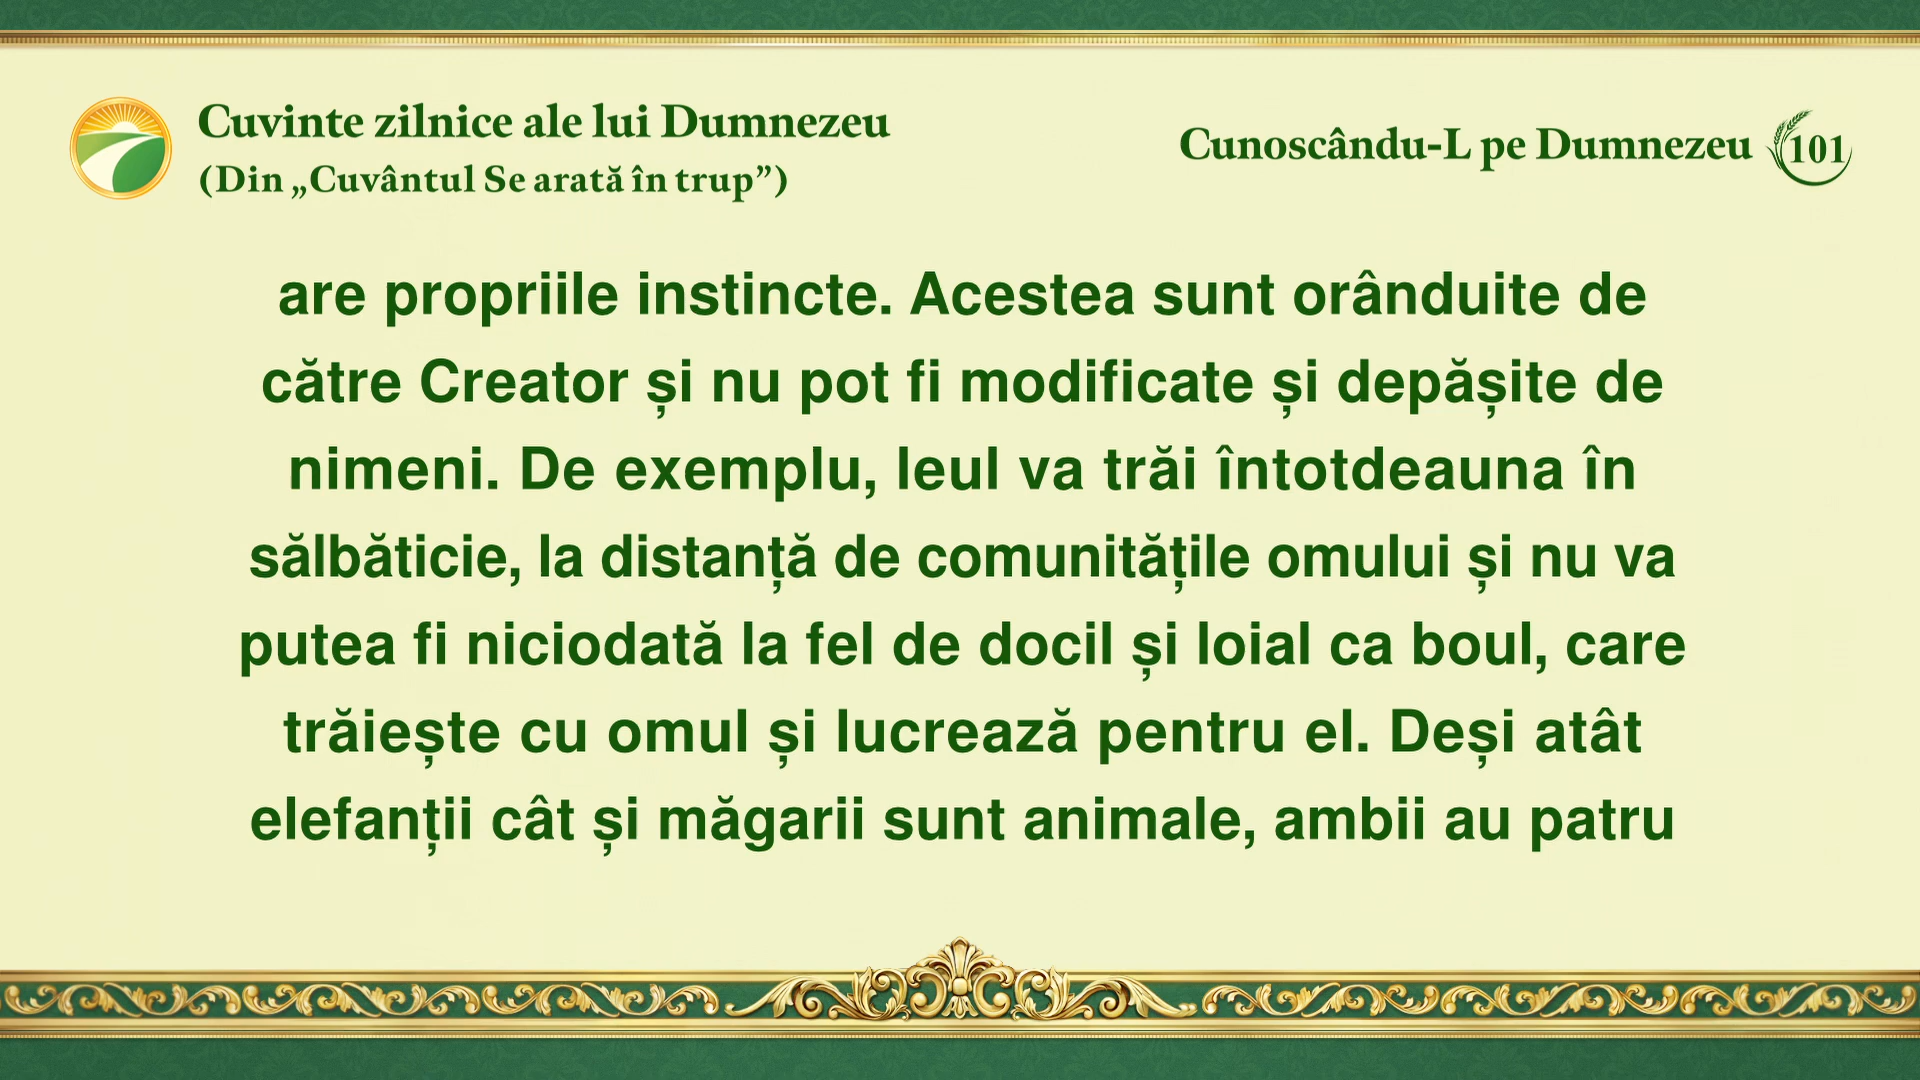 Cuvinte zilnice ale lui Dumnezeu
(Din „Cuvântul Se arată în trup”)
Cunoscându-L pe Dumnezeu 101
are propriile instincte. Acestea sunt orânduite de
către Creator și nu pot fi modificate și depășite de
nimeni. De exemplu, leul va trăi întotdeauna în
sălbăticie, la distanță de comunitățile omului și nu va
putea fi niciodată la fel de docil și loial ca boul, care
trăiește cu omul și lucrează pentru el. Deși atât
elefanții cât și măgarii sunt animale, ambii au patru